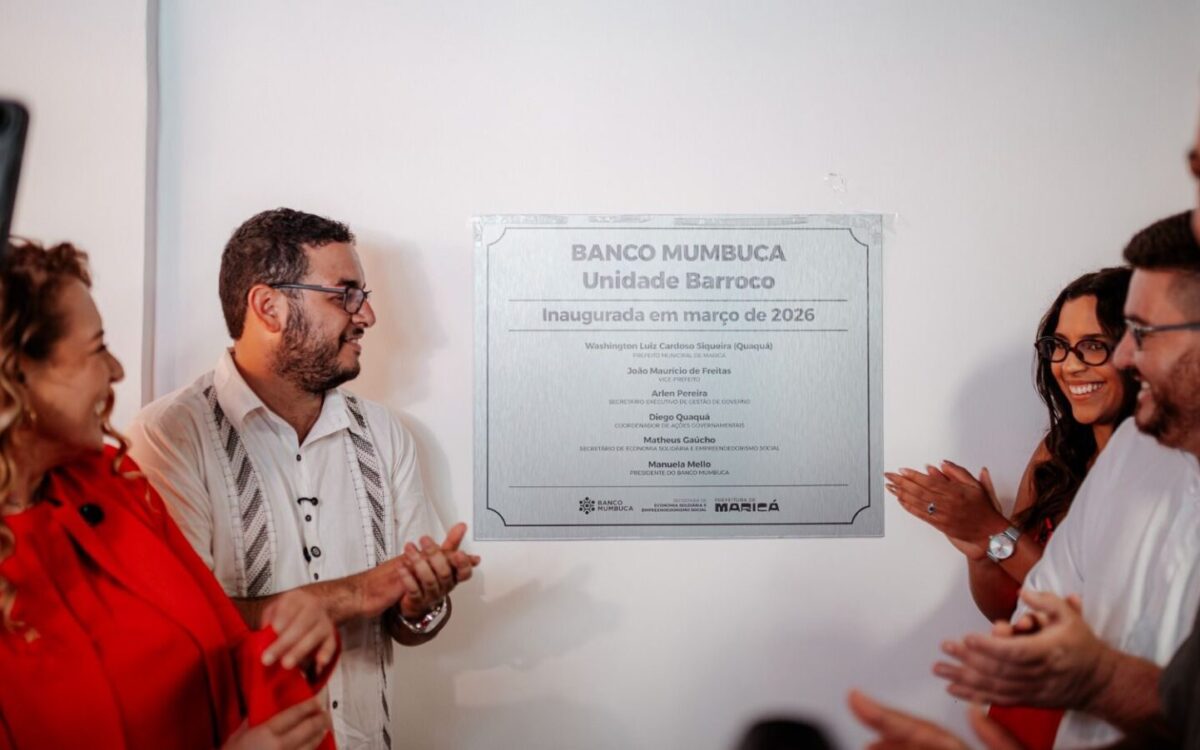 BANCO MUMBUCA
Unidade Barroco
Inaugurada em março de 2026
Washington Luiz Cardoso Siqueira (Quaquá)
PREFEITO MUNICIPAL DE MARICÁ
João Maurício de Freitas
VICE-PREFEITO
Arlen Pereira
SECRETÁRIO EXECUTIVO DE GESTÃO DE GOVERNO
Diego Quaquá
COORDENADOR DE AÇÕES GOVERNAMENTAIS
Matheus Gaúcho
SECRETÁRIO DE ECONOMIA SOLIDÁRIA E EMPREENDEDORISMO SOCIAL
Manuela Mello
PRESIDENTE DO BANCO MUMBUCA
BANCO
MUMBUCA
SECRETARIA DE
ECONOMIA SOLIDÁRIA E
EMPREENDEDORISMO SOCIAL
PREFEITURA DE
MARICÁ